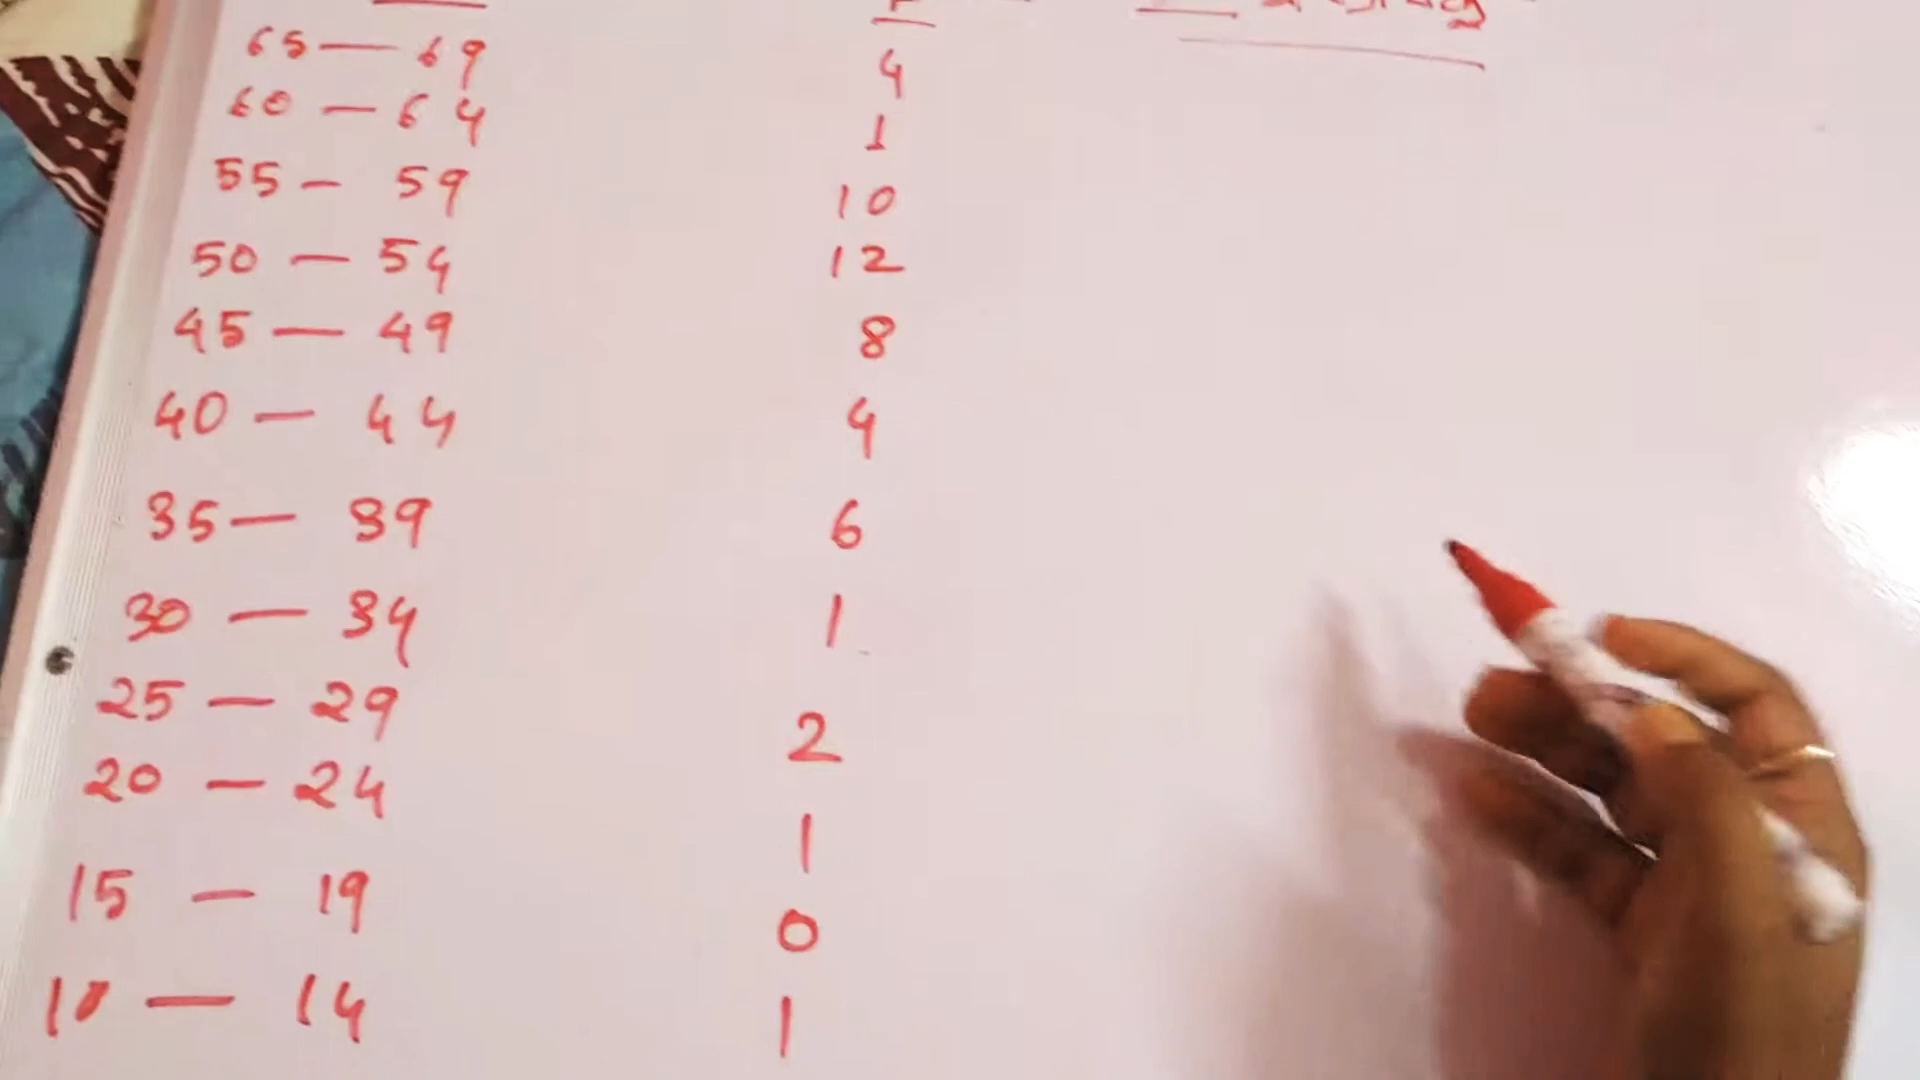 65 — 69 4
60 — 64 1
55 — 59 10
50 — 54 12
45 — 49 8
40 — 44 4
35 — 39 6
30 — 34 1
25 — 29 2
20 — 24 1
15 — 19 0
10 — 14 1